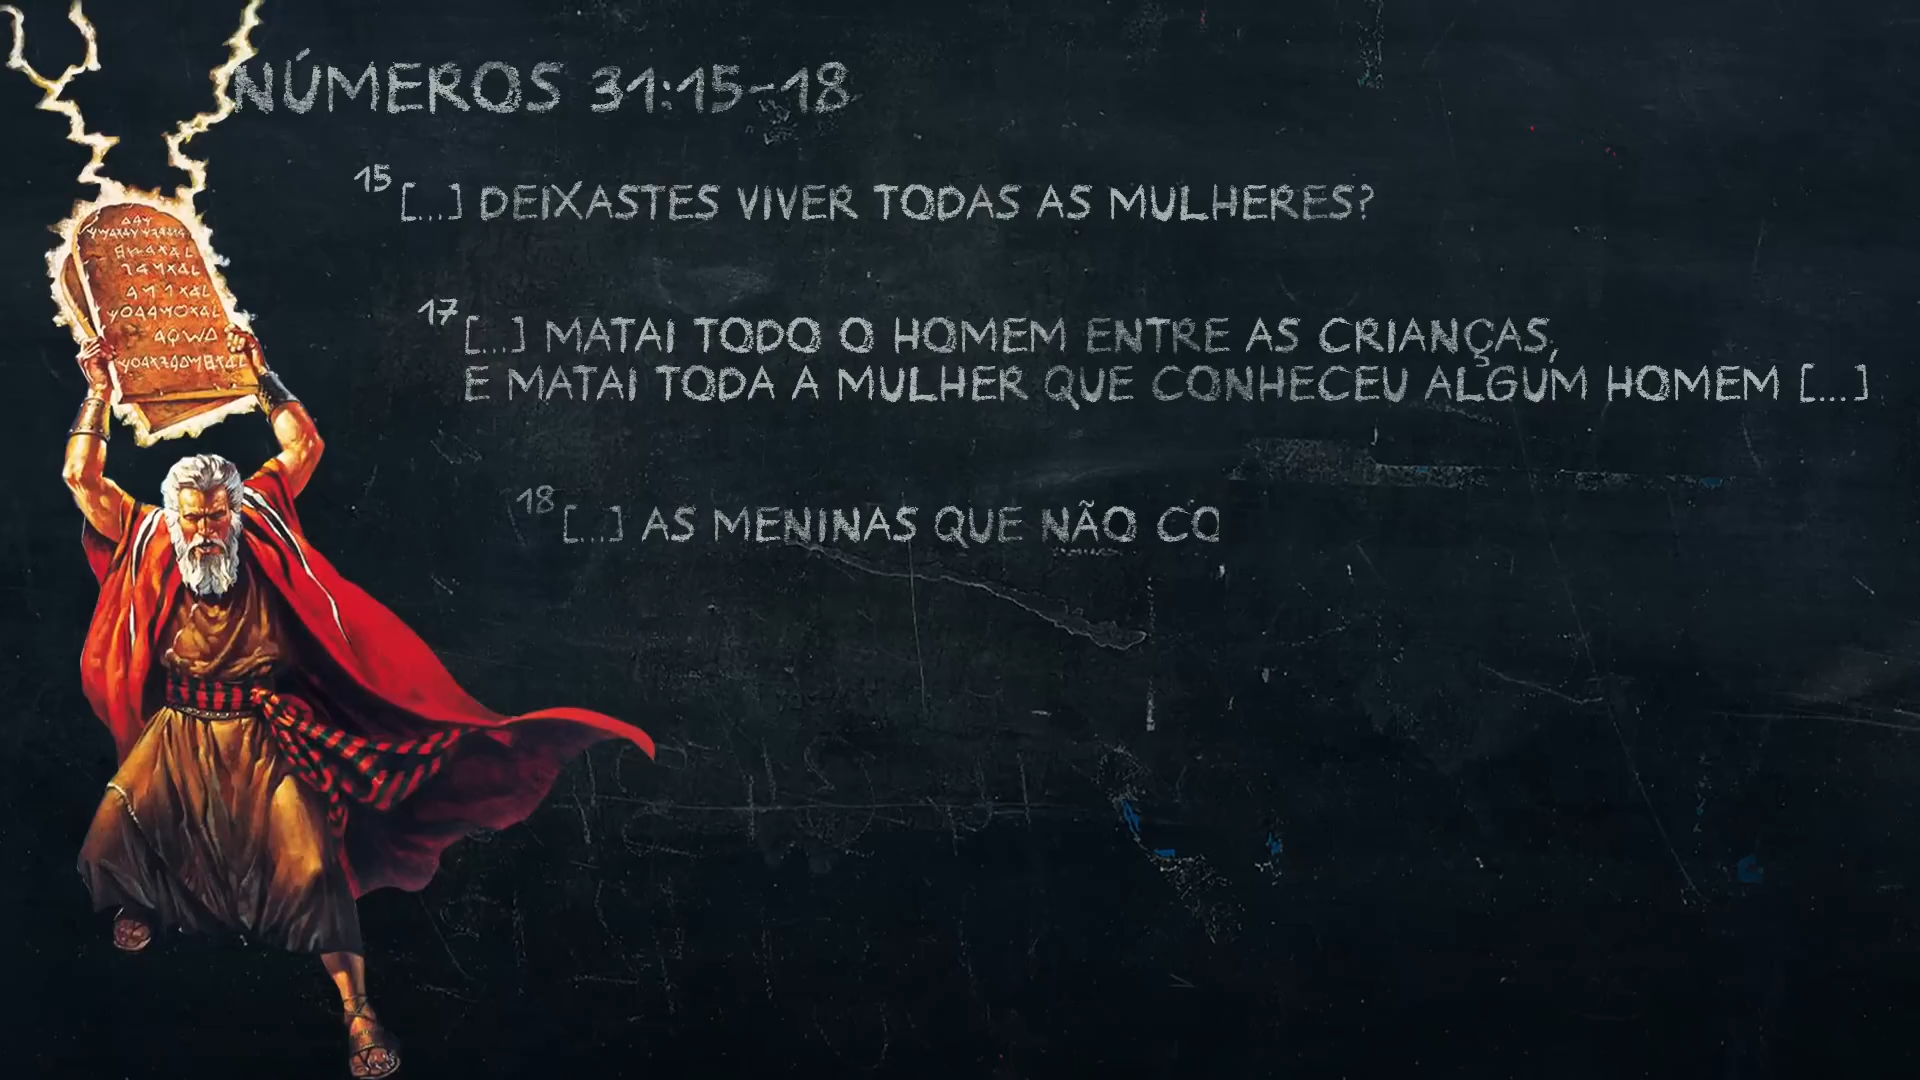 NÚMEROS 31:15-18
15 [...] DEIXASTES VIVER TODAS AS MULHERES?
17 [...] MATAI TODO O HOMEM ENTRE AS CRIANÇAS,
E MATAI TODA A MULHER QUE CONHECEU ALGUM HOMEM [...]
18 [...] AS MENINAS QUE NÃO CO